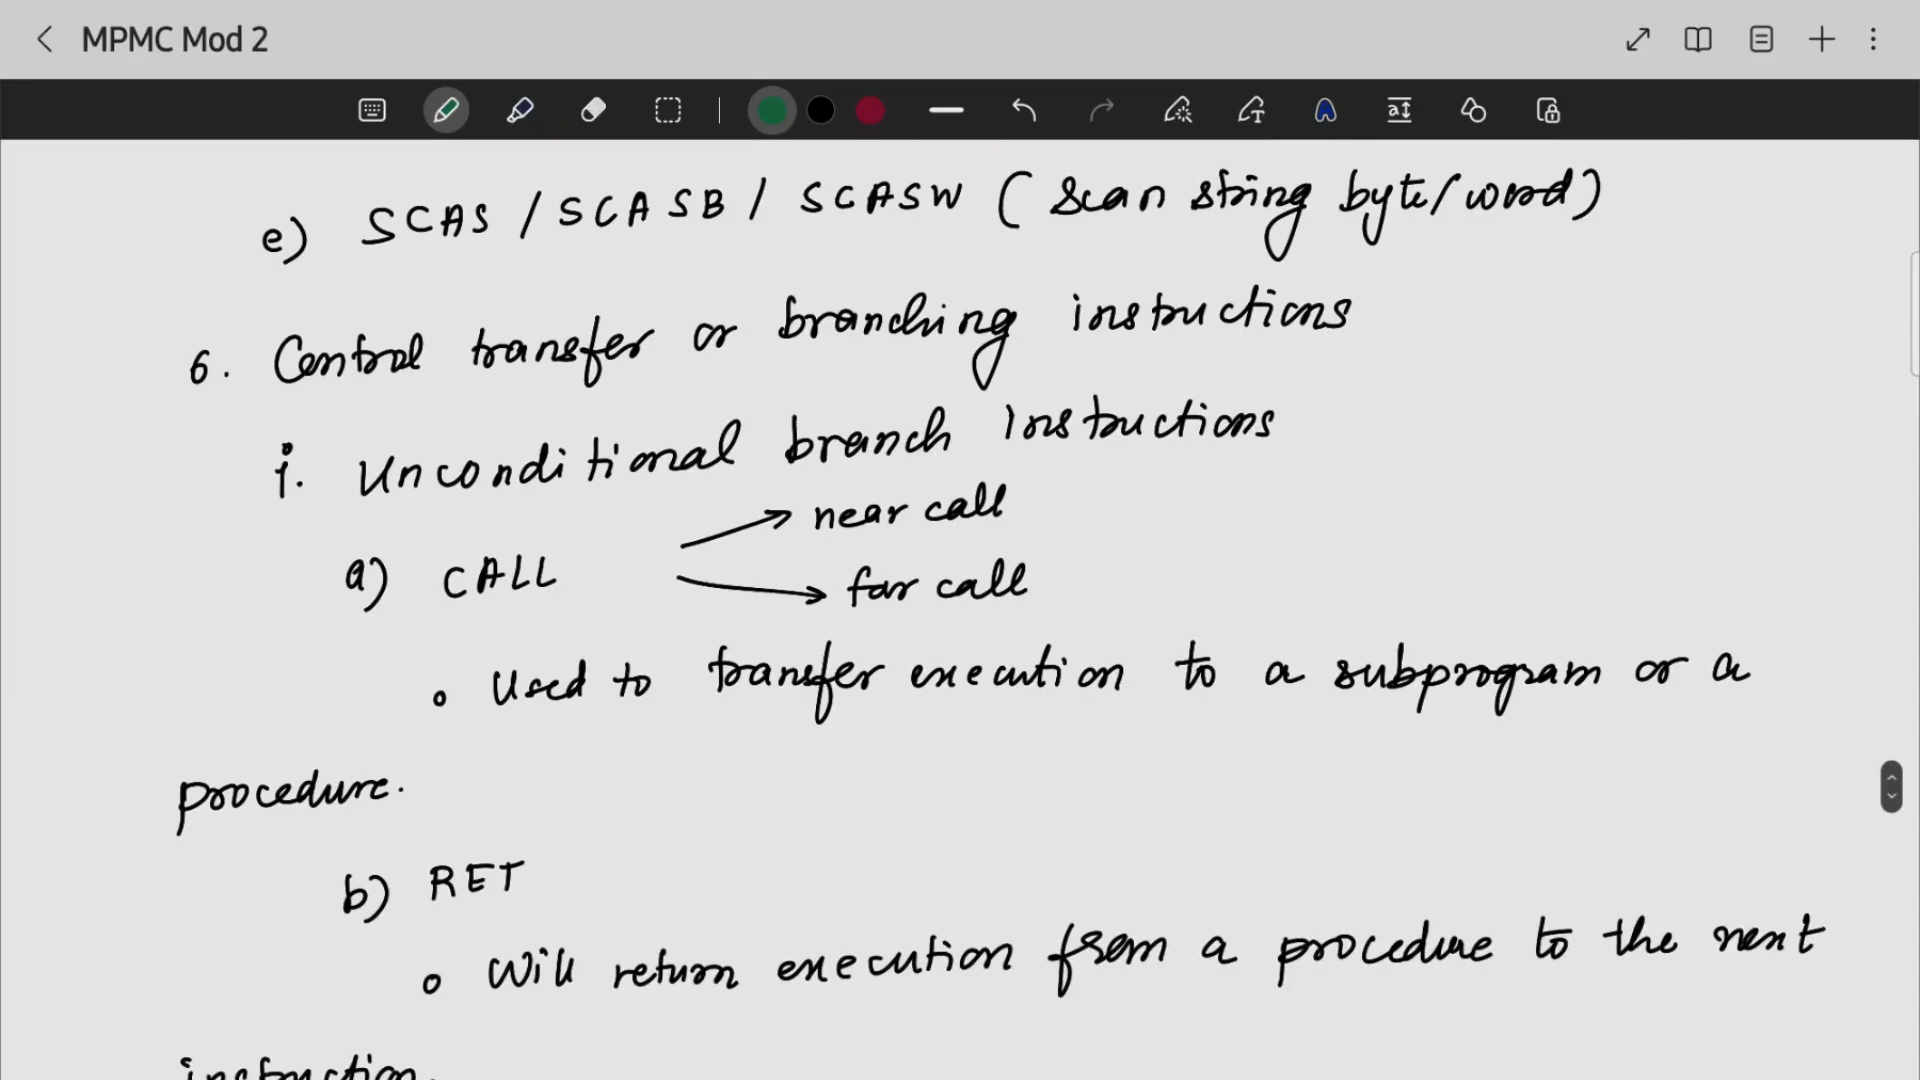 MPMC Mod 2
e) SCAS / SCASB / SCASW ( Scan string byte/word)
6. Control transfer or branching instructions
i. Unconditional branch instructions
near call
a) CALL
far call
• Used to transfer execution to a subprogram or a
procedure.
b) RET
• Will return execution from a procedure to the next
instruction.